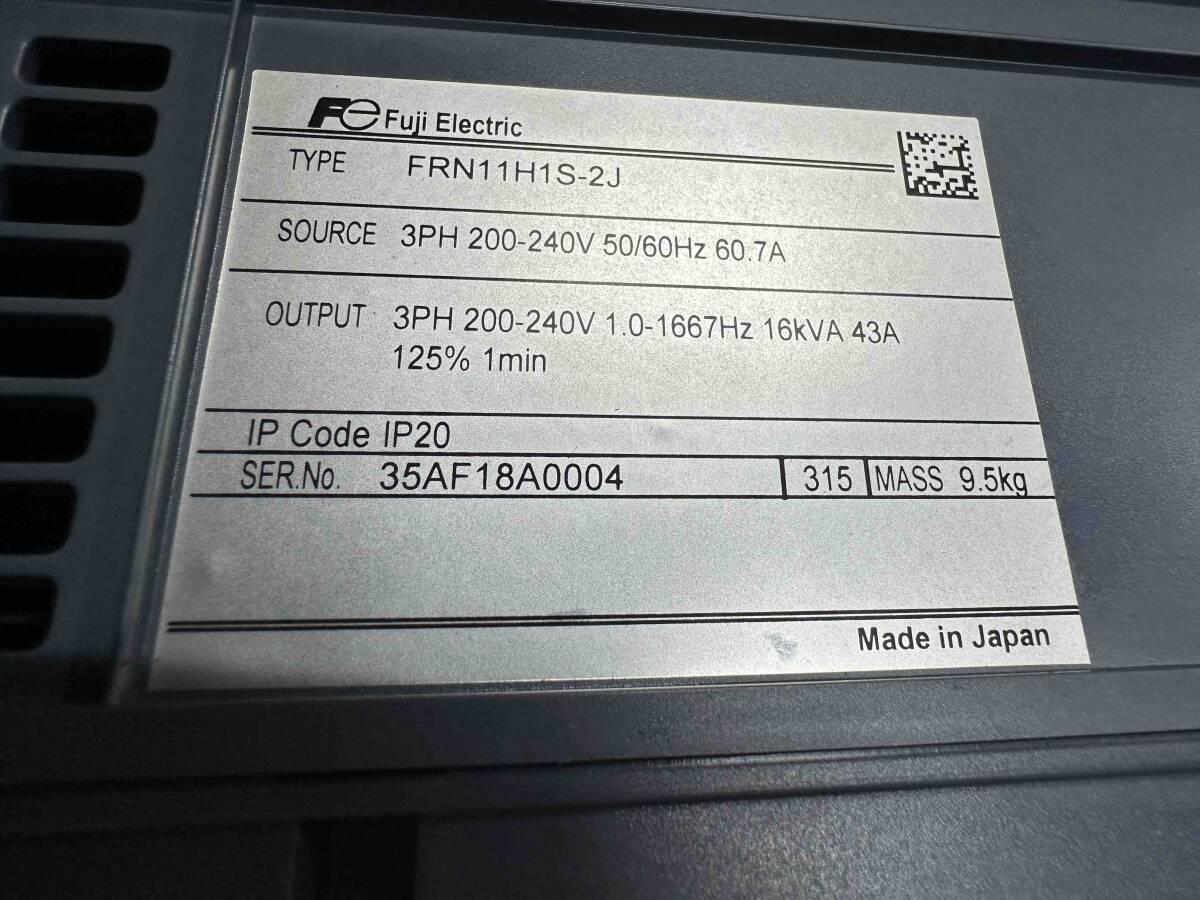 Fe Fuji Electric
TYPE FRN11H1S-2J
SOURCE 3PH 200-240V 50/60Hz 60.7A
OUTPUT 3PH 200-240V 1.0-1667Hz 16kVA 43A
125% 1min
IP Code IP20
SER.No. 35AF18A0004 315 MASS 9.5kg
Made in Japan